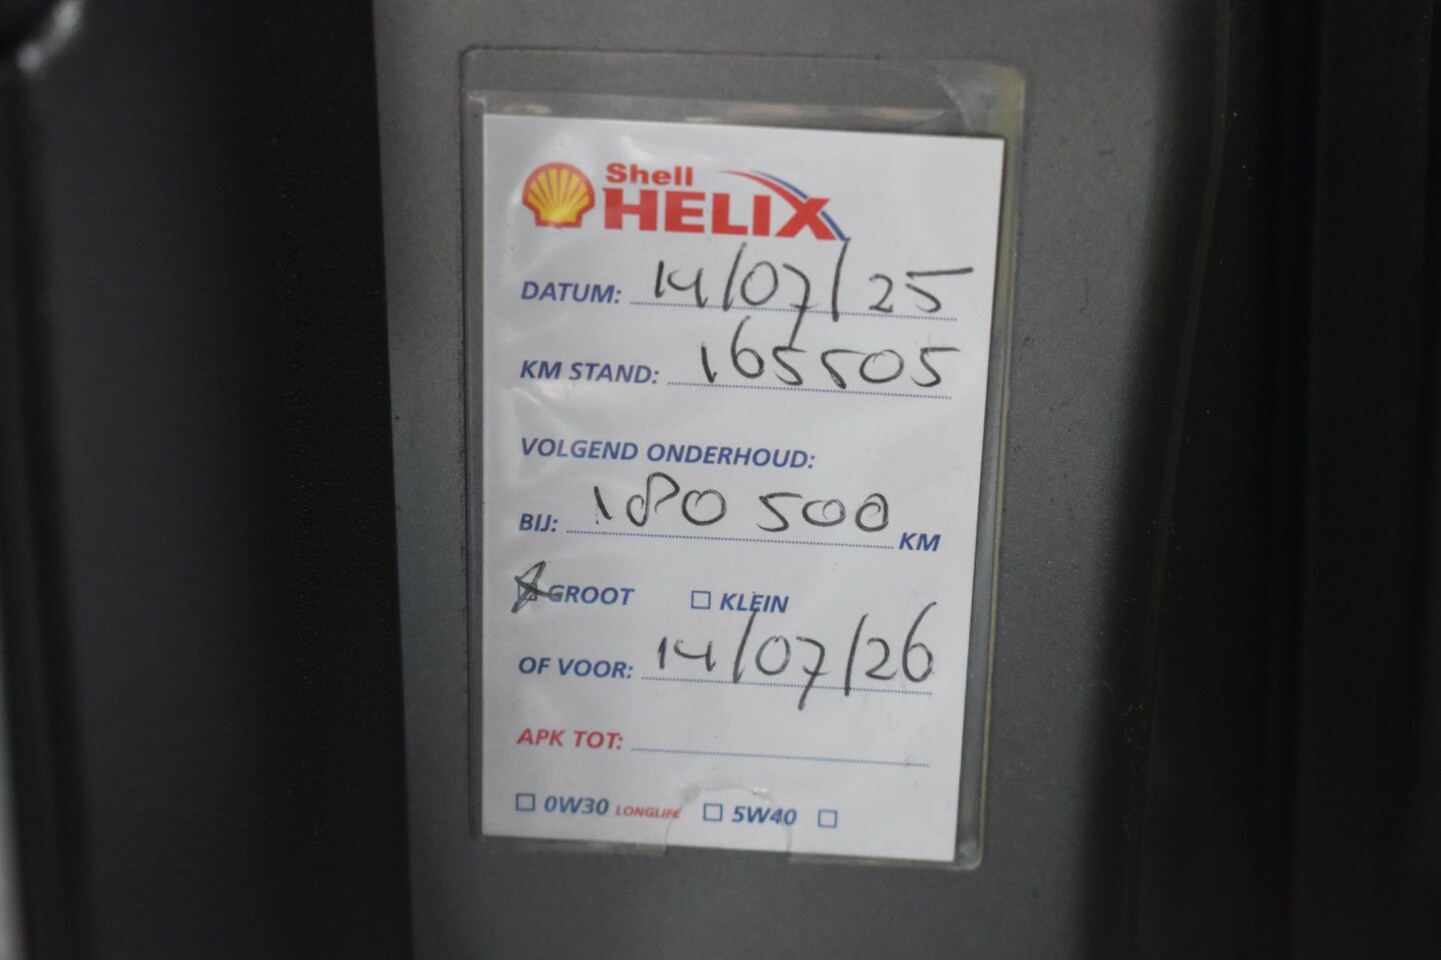 Shell
HELIX
DATUM: 14/07/25
KM STAND: 165505
VOLGEND ONDERHOUD:
BIJ: 180 500 KM
GROOT KLEIN
OF VOOR: 14/07/26
APK TOT:
0W30 LONGLIFE 5W40